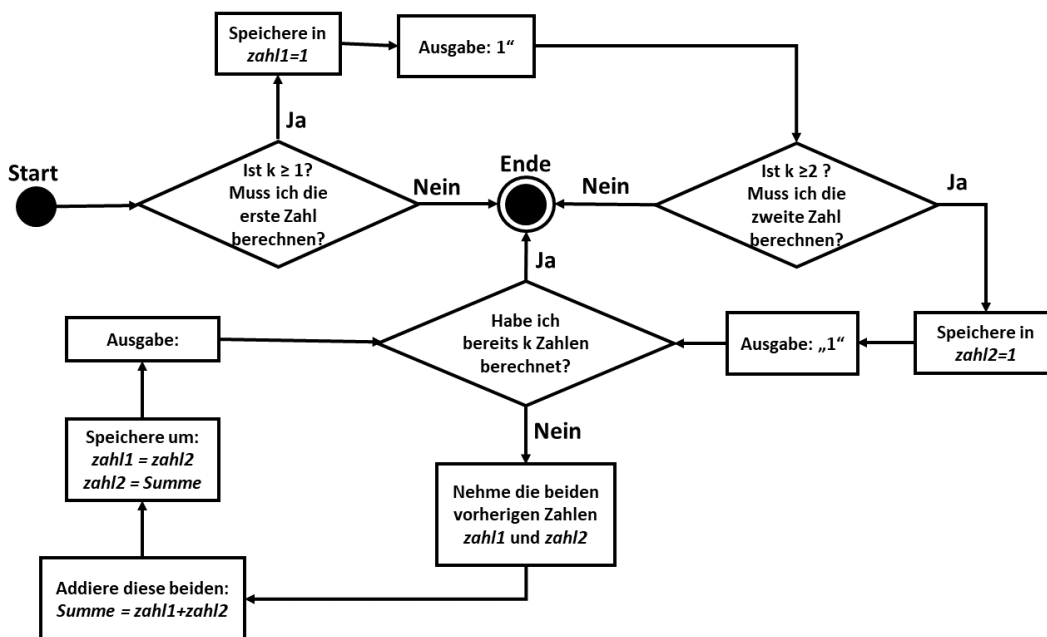 Speichere in
zahl1=1
Ausgabe: 1“
Ja
Start
Ist k ≥ 1?
Muss ich die
erste Zahl
berechnen?
Nein
Ende
Nein
Ist k ≥2 ?
Muss ich die
zweite Zahl
berechnen?
Ja
Ja
Ausgabe:
Habe ich
bereits k Zahlen
berechnet?
Ausgabe: „1“
Speichere in
zahl2=1
Nein
Speichere um:
zahl1 = zahl2
zahl2 = Summe
Nehme die beiden
vorherigen Zahlen
zahl1 und zahl2
Addiere diese beiden:
Summe = zahl1+zahl2